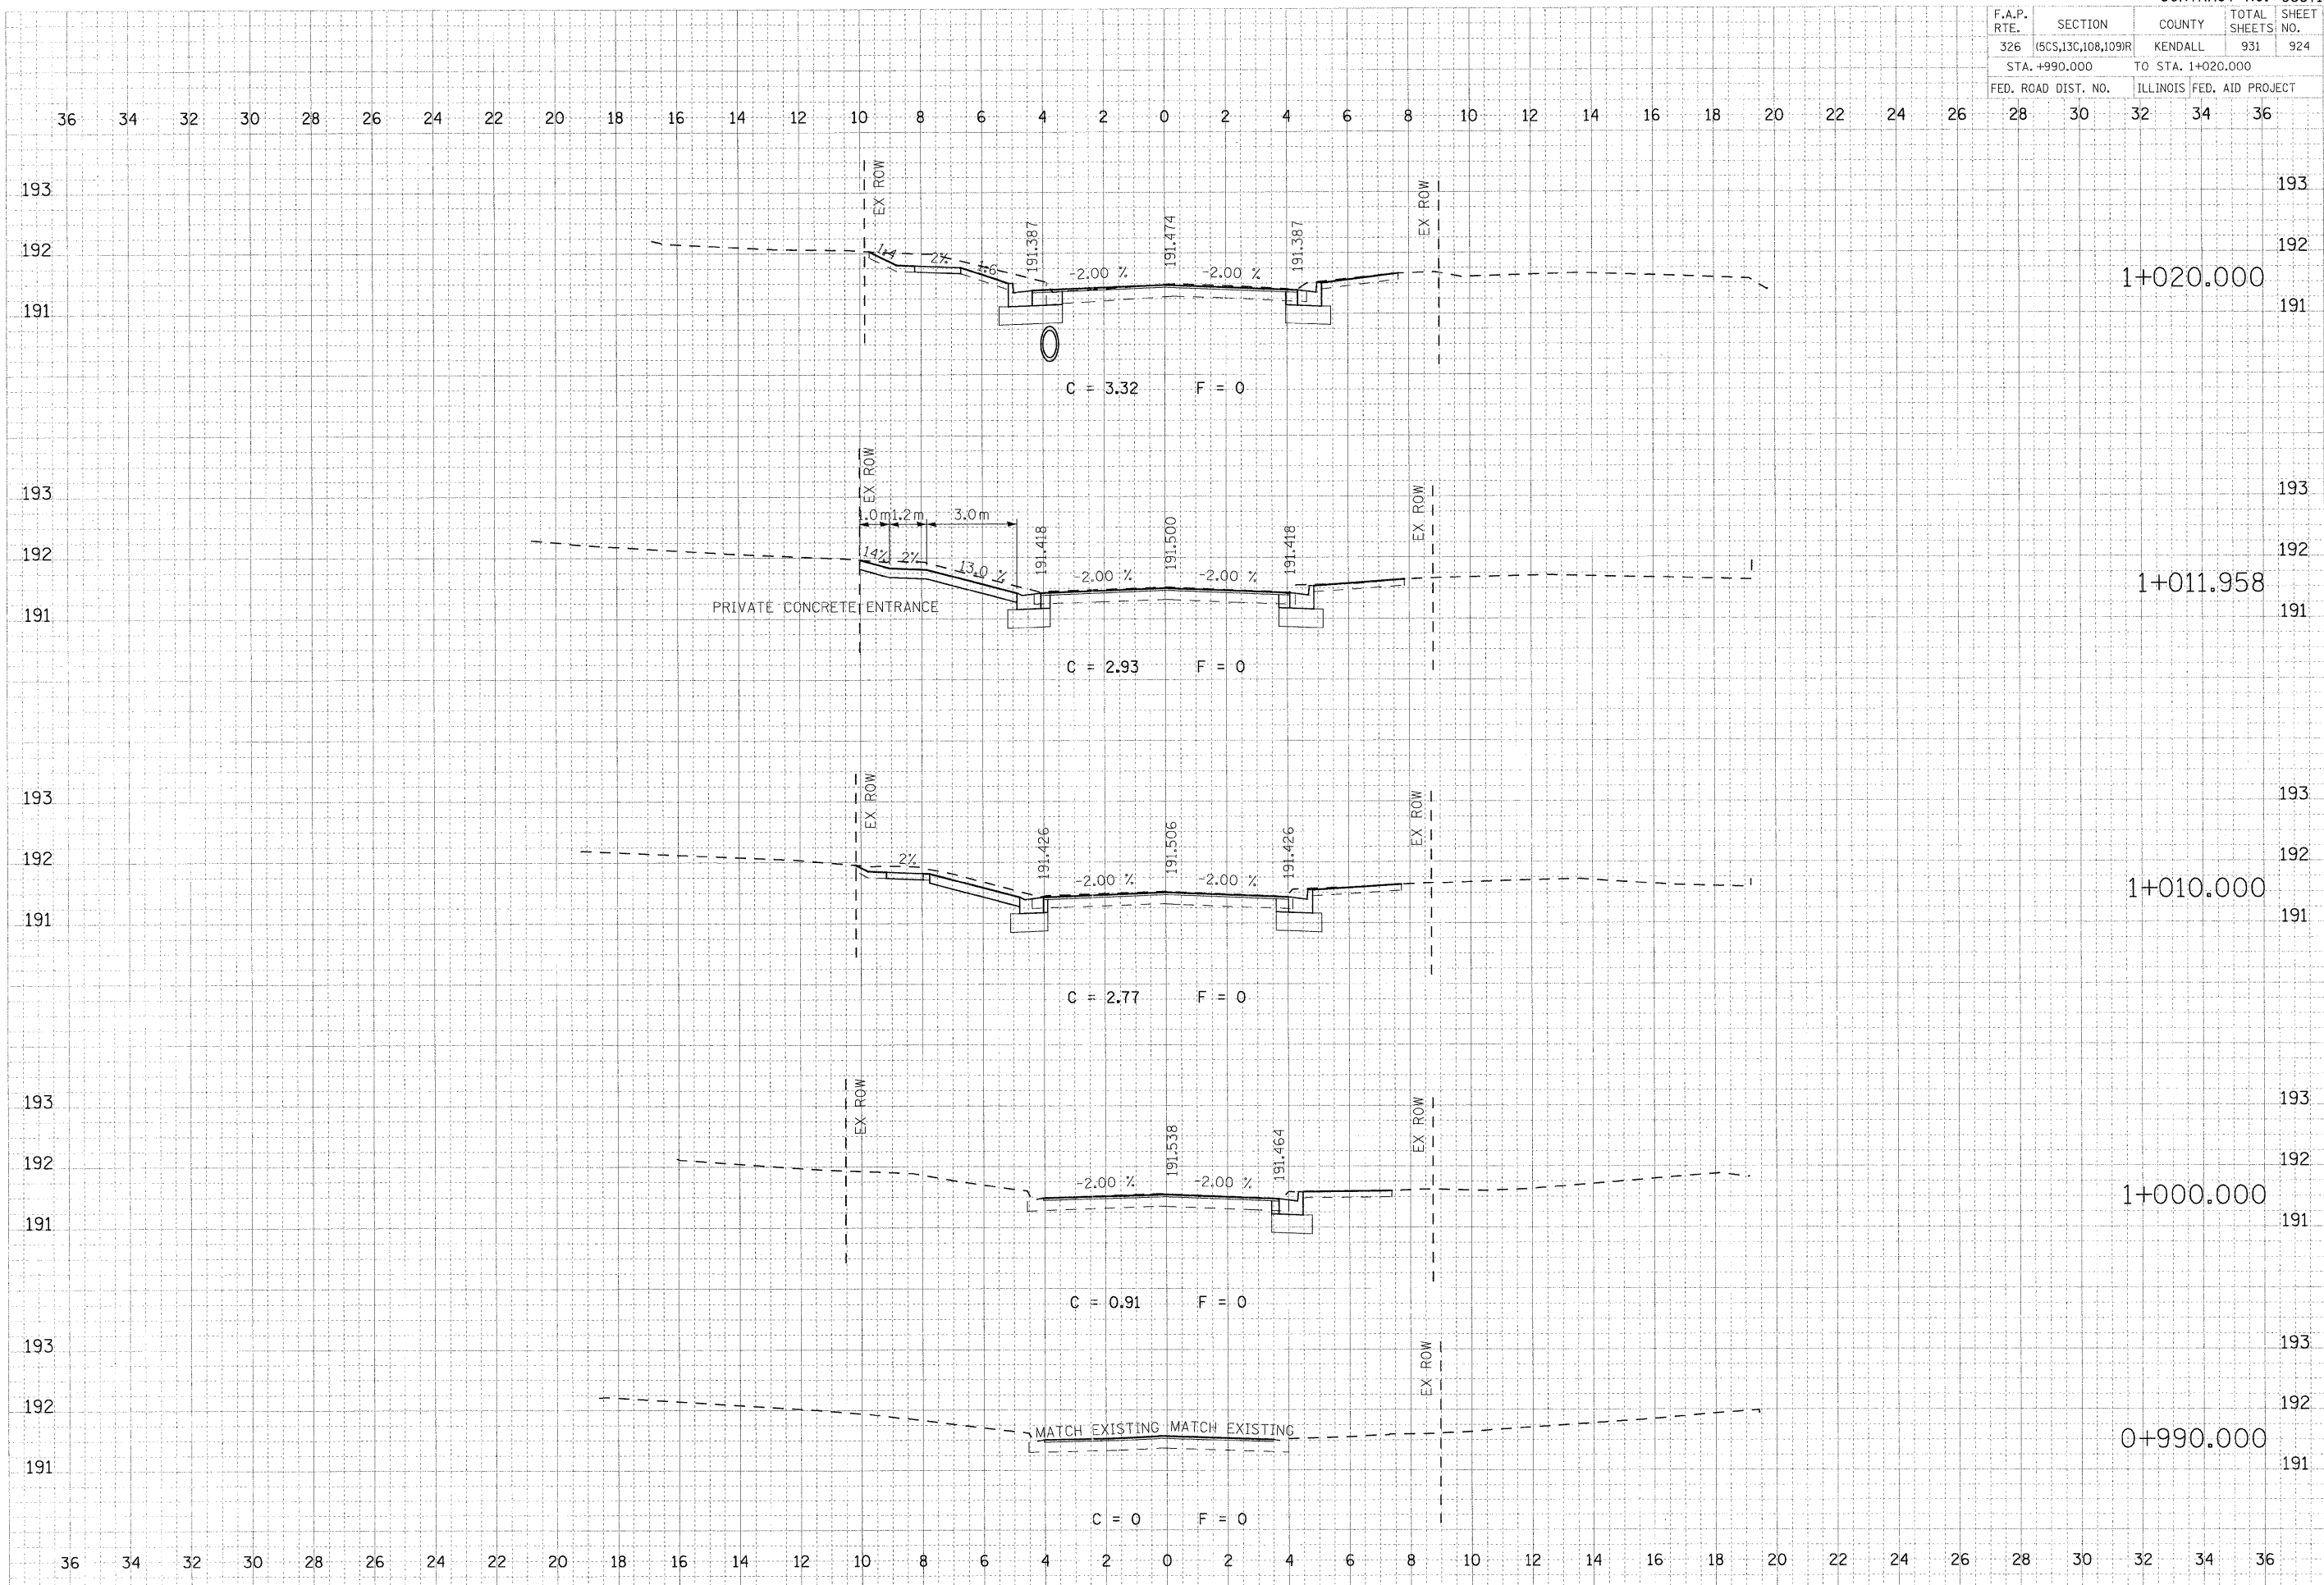 F.A.P. RTE. SECTION COUNTY TOTAL SHEETS SHEET NO.
326 (5CS,13C,108,109)R KENDALL 931 924
STA. +990.000 TO STA. 1+020.000
FED. ROAD DIST. NO. ILLINOIS FED. AID PROJECT
36 34 32 30 28 26 24 22 20 18 16 14 12 10 8 6 4 2 0 2 4 6 8 10 12 14 16 18 20 22 24 26 28 30 32 34 36
EX ROW EX ROW
193 193
191.387 191.474 191.387
192 192
1:4 2% 1:6 -2.00 % -2.00 %
1+020.000
191 191
C = 3.32 F = 0
EX ROW EX ROW
193 193
1.2m 3.0m
191.418 191.500 191.418
192 192
14% 2% 13.0 % -2.00 % -2.00 %
1+011.958
PRIVATE CONCRETE ENTRANCE
191 191
C = 2.93 F = 0
EX ROW EX ROW
193 193
191.426 191.506 191.426
192 192
2% -2.00 % -2.00 %
1+010.000
191 191
C = 2.77 F = 0
EX ROW EX ROW
193 193
191.538 191.464
192 192
-2.00 % -2.00 %
1+000.000
191 191
C = 0.91 F = 0
193 193
EX ROW
192 192
MATCH EXISTING MATCH EXISTING
0+990.000
191 191
C = 0 F = 0
36 34 32 30 28 26 24 22 20 18 16 14 12 10 8 6 4 2 0 2 4 6 8 10 12 14 16 18 20 22 24 26 28 30 32 34 36